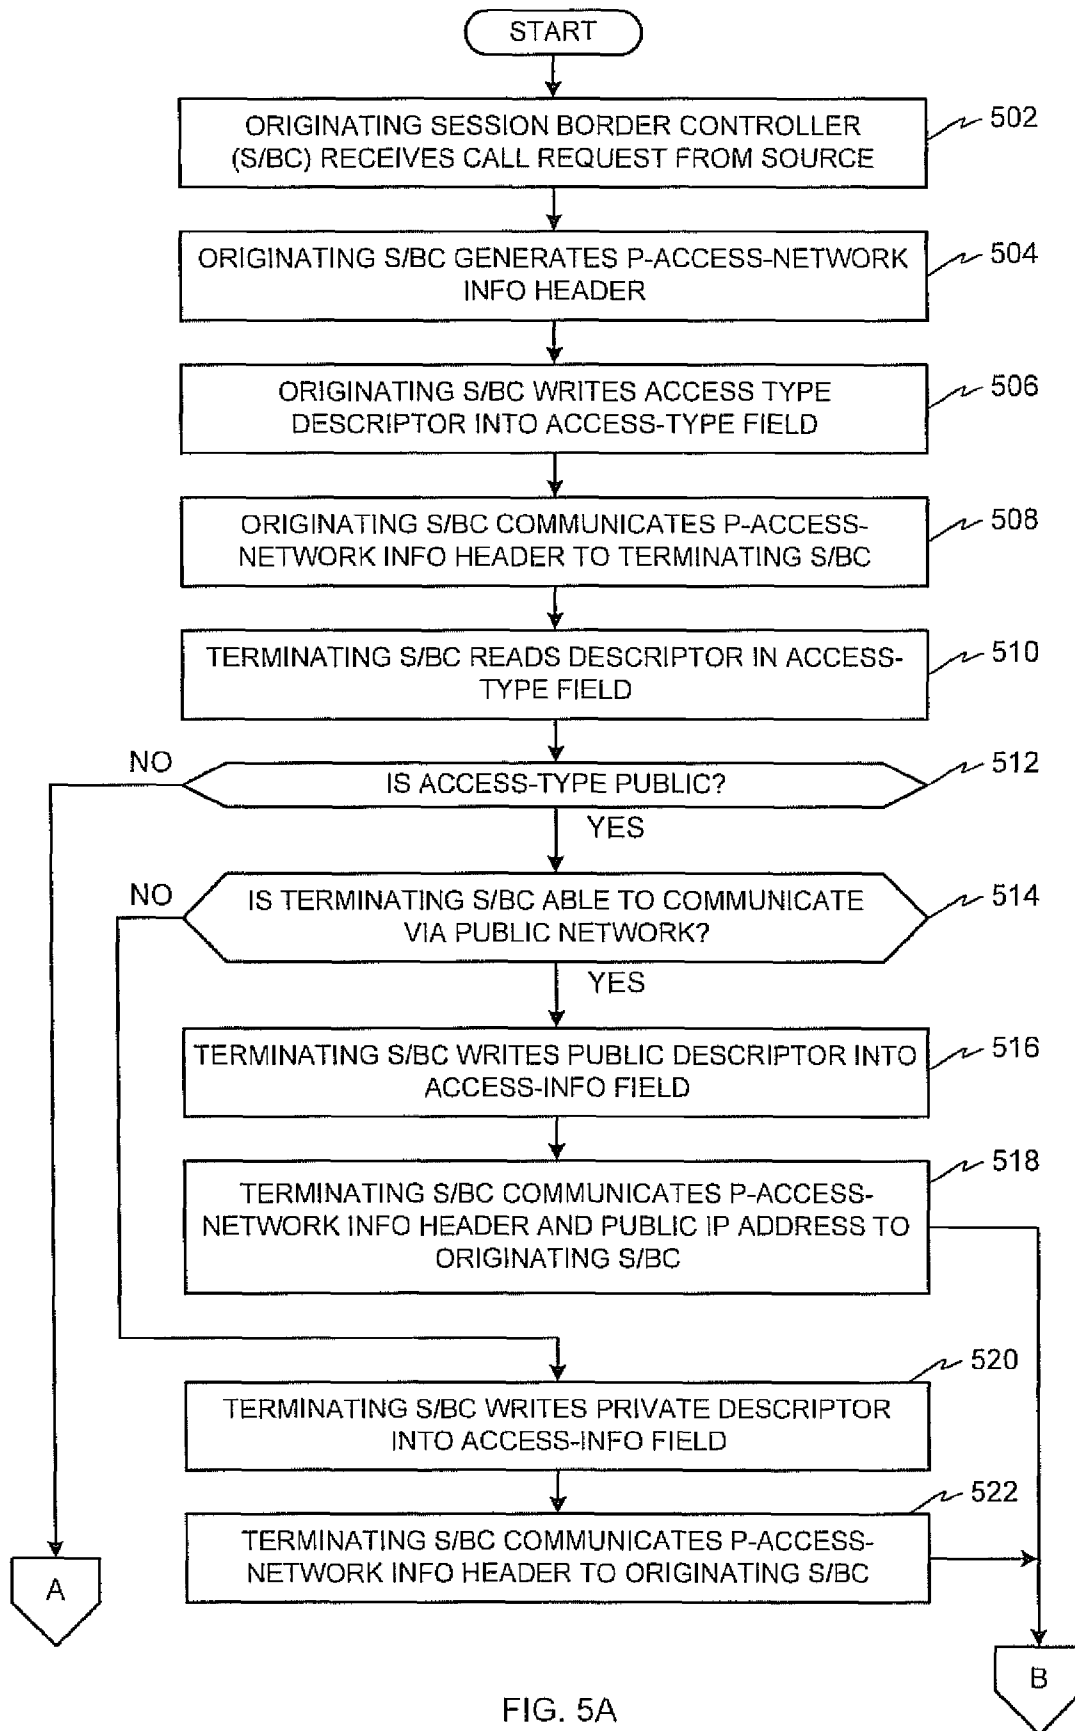 START
ORIGINATING SESSION BORDER CONTROLLER
(S/BC) RECEIVES CALL REQUEST FROM SOURCE
502
ORIGINATING S/BC GENERATES P-ACCESS-NETWORK
INFO HEADER
504
ORIGINATING S/BC WRITES ACCESS TYPE
DESCRIPTOR INTO ACCESS-TYPE FIELD
506
ORIGINATING S/BC COMMUNICATES P-ACCESS-
NETWORK INFO HEADER TO TERMINATING S/BC
508
TERMINATING S/BC READS DESCRIPTOR IN ACCESS-
TYPE FIELD
510
NO
IS ACCESS-TYPE PUBLIC?
512
YES
NO
IS TERMINATING S/BC ABLE TO COMMUNICATE
VIA PUBLIC NETWORK?
514
YES
TERMINATING S/BC WRITES PUBLIC DESCRIPTOR INTO
ACCESS-INFO FIELD
516
TERMINATING S/BC COMMUNICATES P-ACCESS-
NETWORK INFO HEADER AND PUBLIC IP ADDRESS TO
ORIGINATING S/BC
518
TERMINATING S/BC WRITES PRIVATE DESCRIPTOR
INTO ACCESS-INFO FIELD
520
TERMINATING S/BC COMMUNICATES P-ACCESS-
NETWORK INFO HEADER TO ORIGINATING S/BC
522
A
B
FIG. 5A